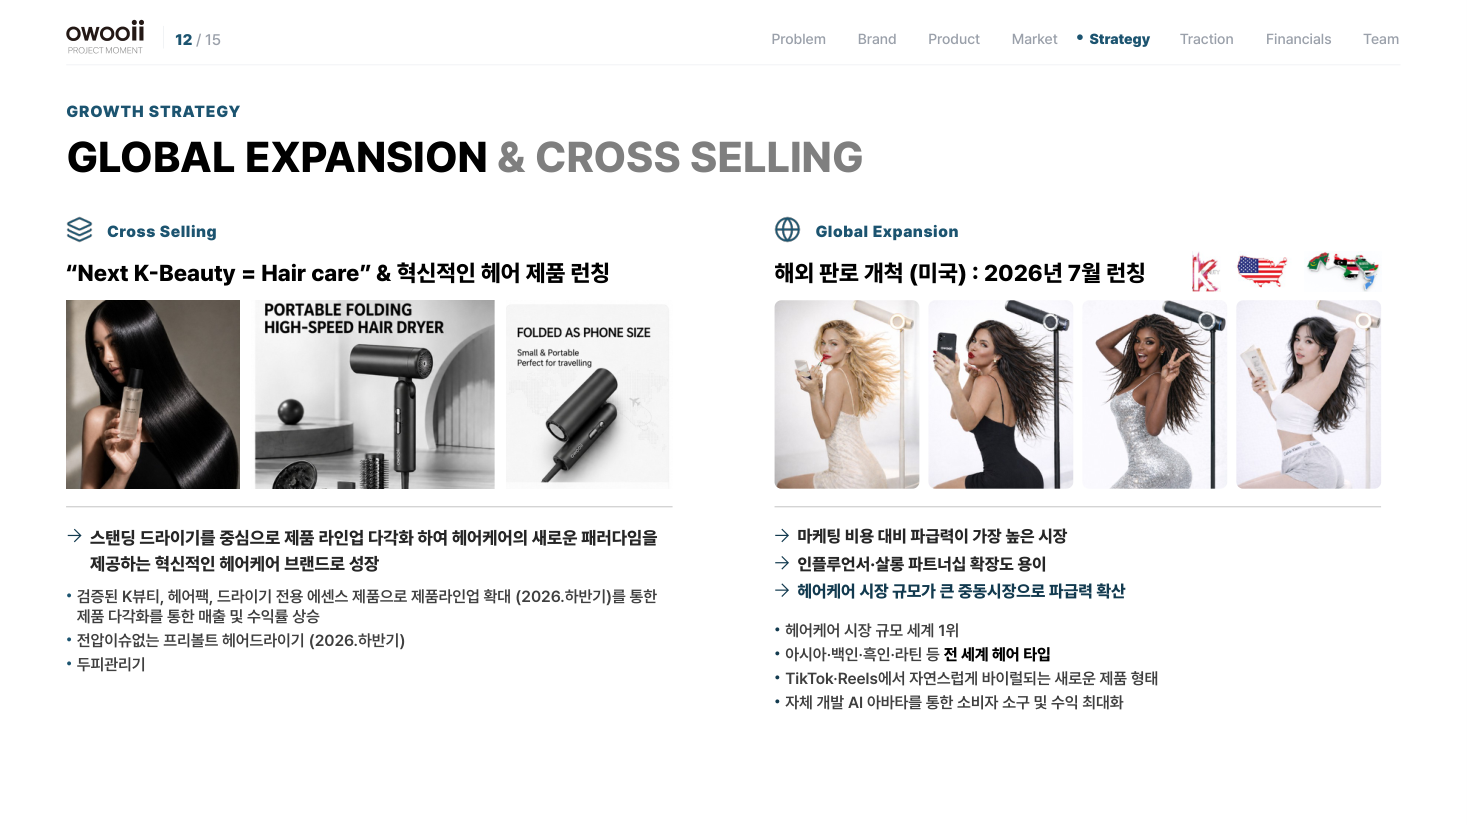 owooii
PROJECT MOMENT
12 / 15
Problem
Brand
Product
Market
• Strategy
Traction
Financials
Team
GROWTH STRATEGY
GLOBAL EXPANSION & CROSS SELLING
Cross Selling
“Next K-Beauty = Hair care” & 혁신적인 헤어 제품 런칭
PORTABLE FOLDING
HIGH-SPEED HAIR DRYER
FOLDED AS PHONE SIZE
Small & Portable
Perfect for travelling
→ 스탠딩 드라이기를 중심으로 제품 라인업 다각화 하여 헤어케어의 새로운 패러다임을
제공하는 혁신적인 헤어케어 브랜드로 성장
• 검증된 K뷰티, 헤어팩, 드라이기 전용 에센스 제품으로 제품라인업 확대 (2026.하반기)를 통한
제품 다각화를 통한 매출 및 수익률 상승
• 전압이슈없는 프리볼트 헤어드라이기 (2026.하반기)
• 두피관리기
Global Expansion
해외 판로 개척 (미국) : 2026년 7월 런칭
K
→ 마케팅 비용 대비 파급력이 가장 높은 시장
→ 인플루언서·살롱 파트너십 확장도 용이
→ 헤어케어 시장 규모가 큰 중동시장으로 파급력 확산
• 헤어케어 시장 규모 세계 1위
• 아시아·백인·흑인·라틴 등 전 세계 헤어 타입
• TikTok·Reels에서 자연스럽게 바이럴되는 새로운 제품 형태
• 자체 개발 AI 아바타를 통한 소비자 소구 및 수익 최대화